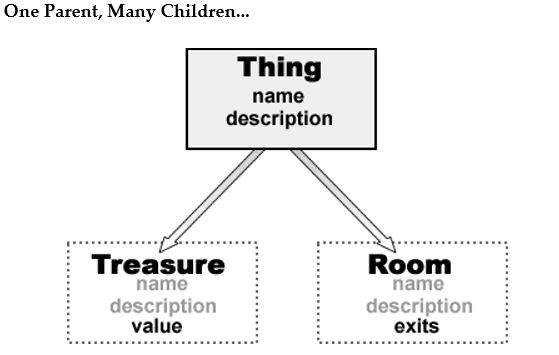 One Parent, Many Children...
Thing
name
description
Treasure
name
description
value
Room
name
description
exits